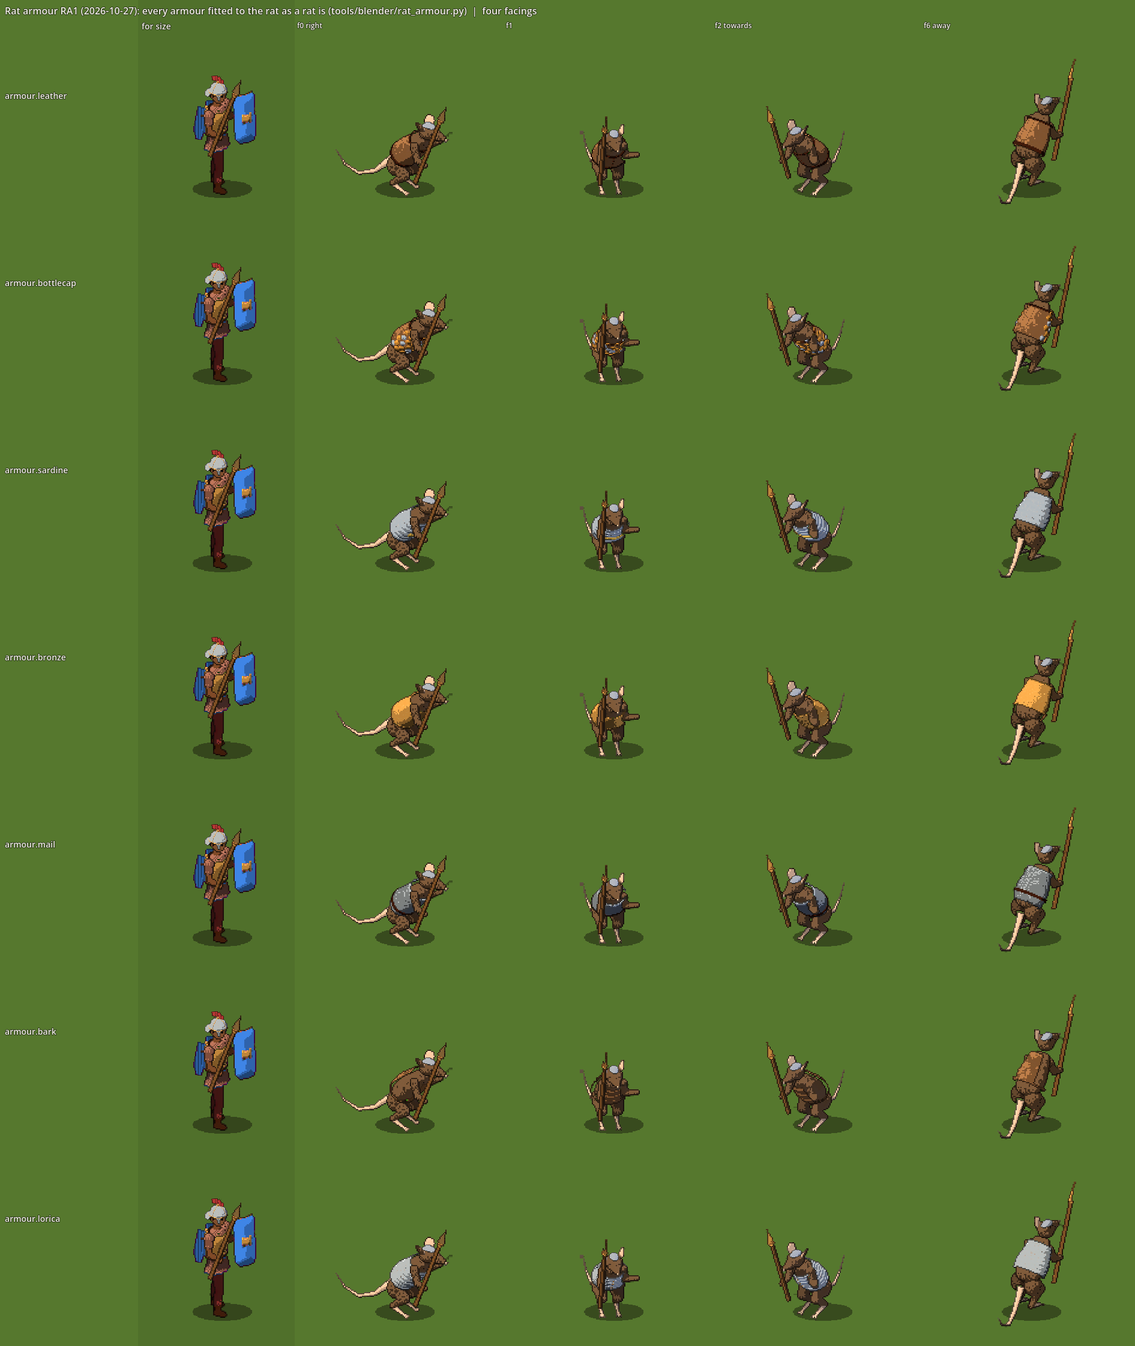 Rat armour RA1 (2026-10-27): every armour fitted to the rat as a rat is (tools/blender/rat_armour.py) | four facings
for size f0 right f1 f2 towards f6 away
armour.leather
armour.bottlecap
armour.sardine
armour.bronze
armour.mail
armour.bark
armour.lorica